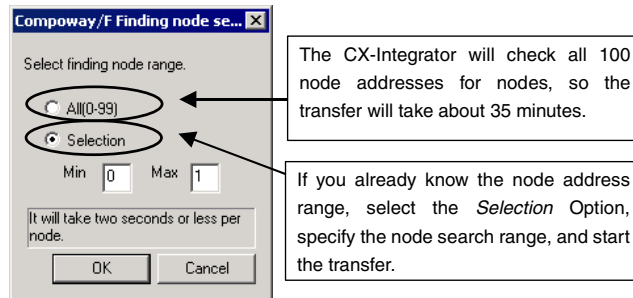 Compoway/F Finding node se...
Select finding node range.
All(0-99)
Selection
Min 0 Max 1
It will take two seconds or less per
node.
OK Cancel
The CX-Integrator will check all 100
node addresses for nodes, so the
transfer will take about 35 minutes.
If you already know the node address
range, select the Selection Option,
specify the node search range, and start
the transfer.